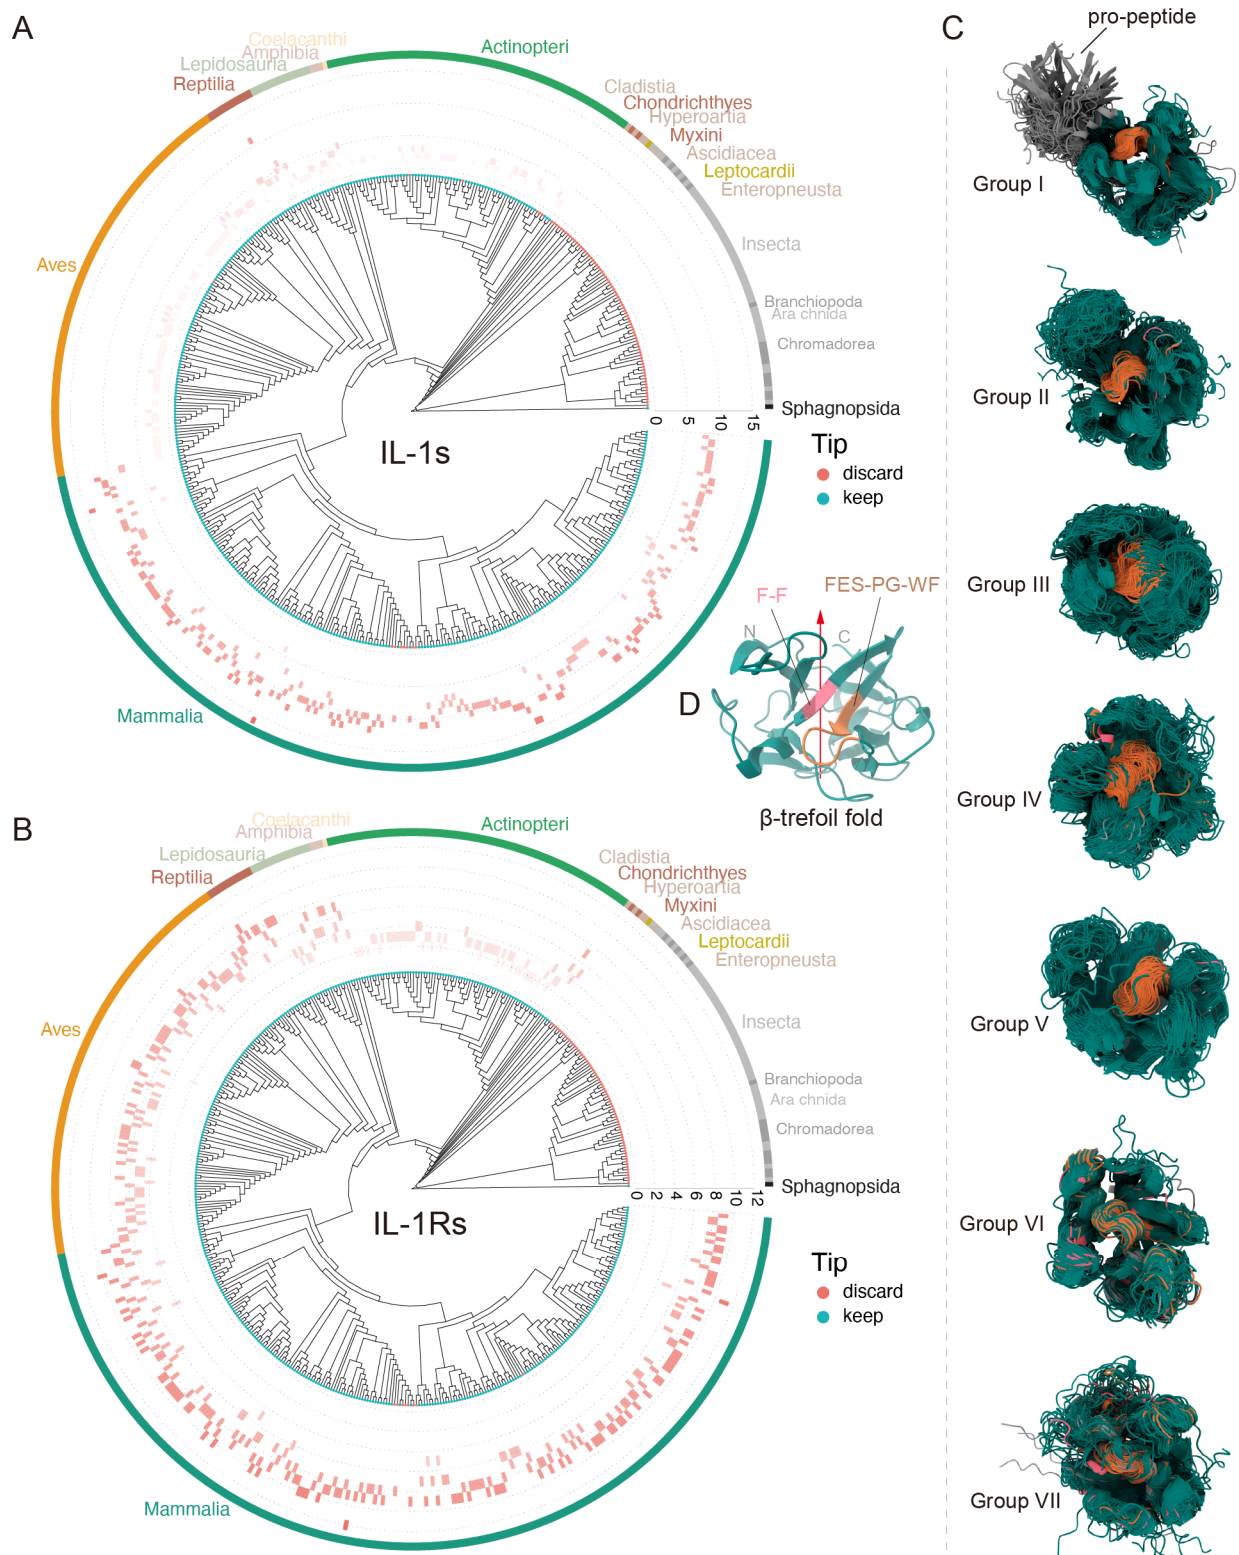 A
Coelacanthi
Amphibia
Lepidosauria
Reptilia
Actinopteri
Cladistia
Chondrichthyes
Hyperoartia
Myxini
Ascidiacea
Leptocardii
Enteropneusta
Insecta
Branchiopoda
Ara chnida
Chromadorea
Sphagnopsida
Aves
Mammalia
IL-1s
0 5 10 15
Tip
discard
keep
B
Coelacanthi
Amphibia
Lepidosauria
Reptilia
Actinopteri
Cladistia
Chondrichthyes
Hyperoartia
Myxini
Ascidiacea
Leptocardii
Enteropneusta
Insecta
Branchiopoda
Ara chnida
Chromadorea
Sphagnopsida
Aves
Mammalia
IL-1Rs
0 2 4 6 8 10 12
Tip
discard
keep
C
pro-peptide
Group I
Group II
Group III
Group IV
Group V
Group VI
Group VII
D
F-F
FES-PG-WF
N
C
β-trefoil fold